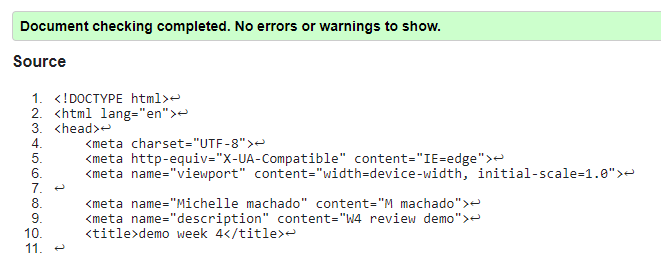 Document checking completed. No errors or warnings to show.
Source
1. <!DOCTYPE html>↩
2. <html lang="en">↩
3. <head>↩
4.     <meta charset="UTF-8">↩
5.     <meta http-equiv="X-UA-Compatible" content="IE=edge">↩
6.     <meta name="viewport" content="width=device-width, initial-scale=1.0">↩
7. ↩
8.     <meta name="Michelle machado" content="M machado">↩
9.     <meta name="description" content="W4 review demo">↩
10.     <title>demo week 4</title>↩
11. ↩